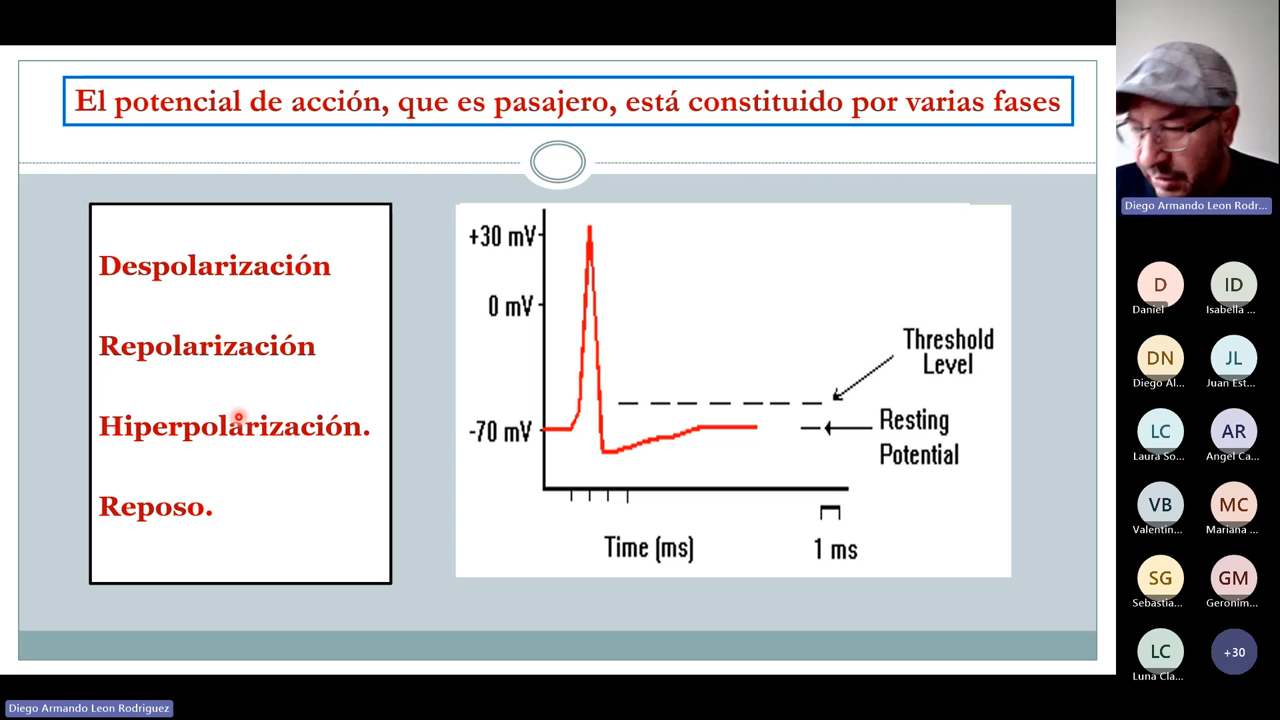 El potencial de acción, que es pasajero, está constituido por varias fases
Despolarización
Repolarización
Hiperpolarización.
Reposo.
+30 mV
0 mV
-70 mV
Threshold
Level
Resting
Potential
Time (ms)
1 ms
Diego Armando Leon Rodr...
D
Daniel
ID
Isabella ...
DN
Diego Al...
JL
Juan Est...
LC
Laura So...
AR
Angel Ca...
VB
Valentin...
MC
Mariana ...
SG
Sebastia...
GM
Geronim...
LC
Luna Cla...
+30
Diego Armando Leon Rodriguez